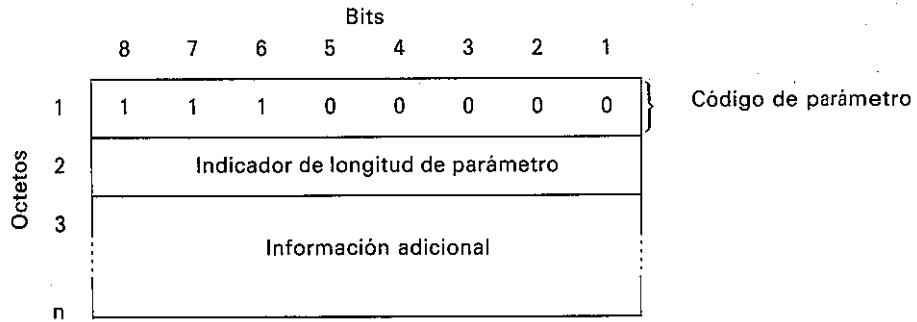 Bits
8 7 6 5 4 3 2 1
1 1 1 1 0 0 0 0 0 Código de parámetro
Octetos
2 Indicador de longitud de parámetro
3
Información adicional
n